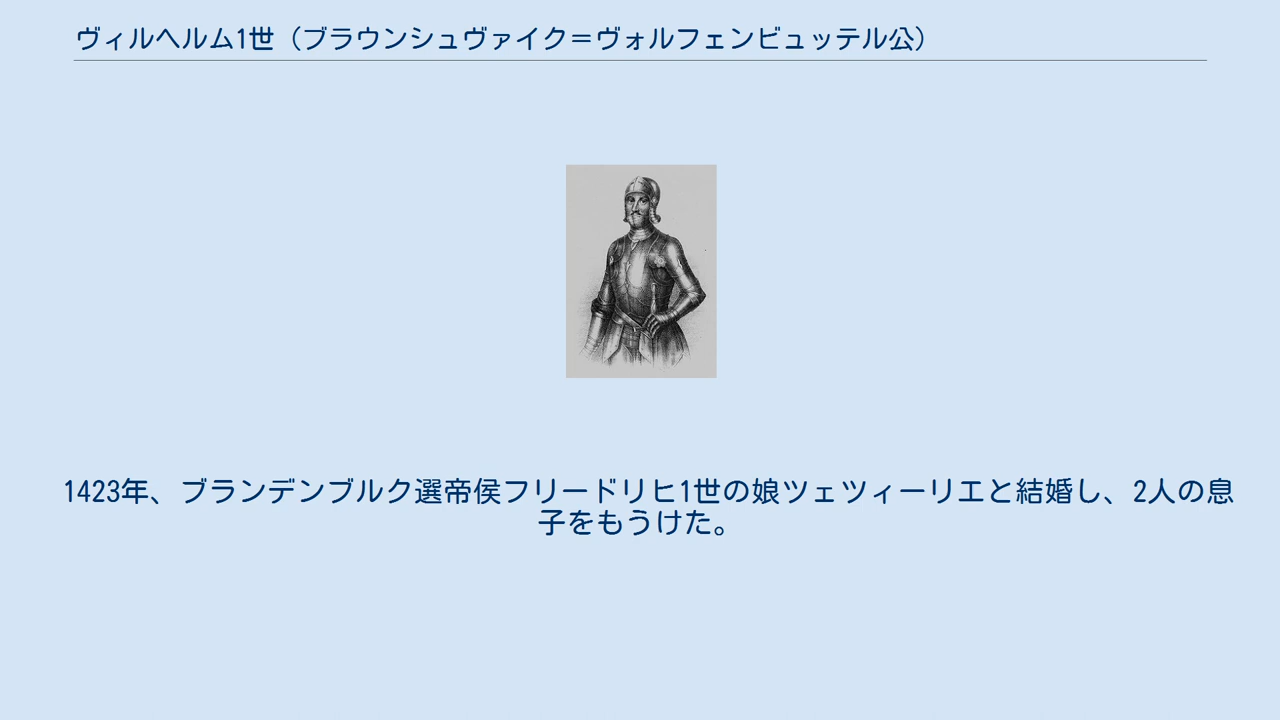 ヴィルヘルム1世（ブラウンシュヴァイク＝ヴォルフェンビュッテル公）
1423年、ブランデンブルク選帝侯フリードリヒ1世の娘ツェツィーリエと結婚し、2人の息
子をもうけた。